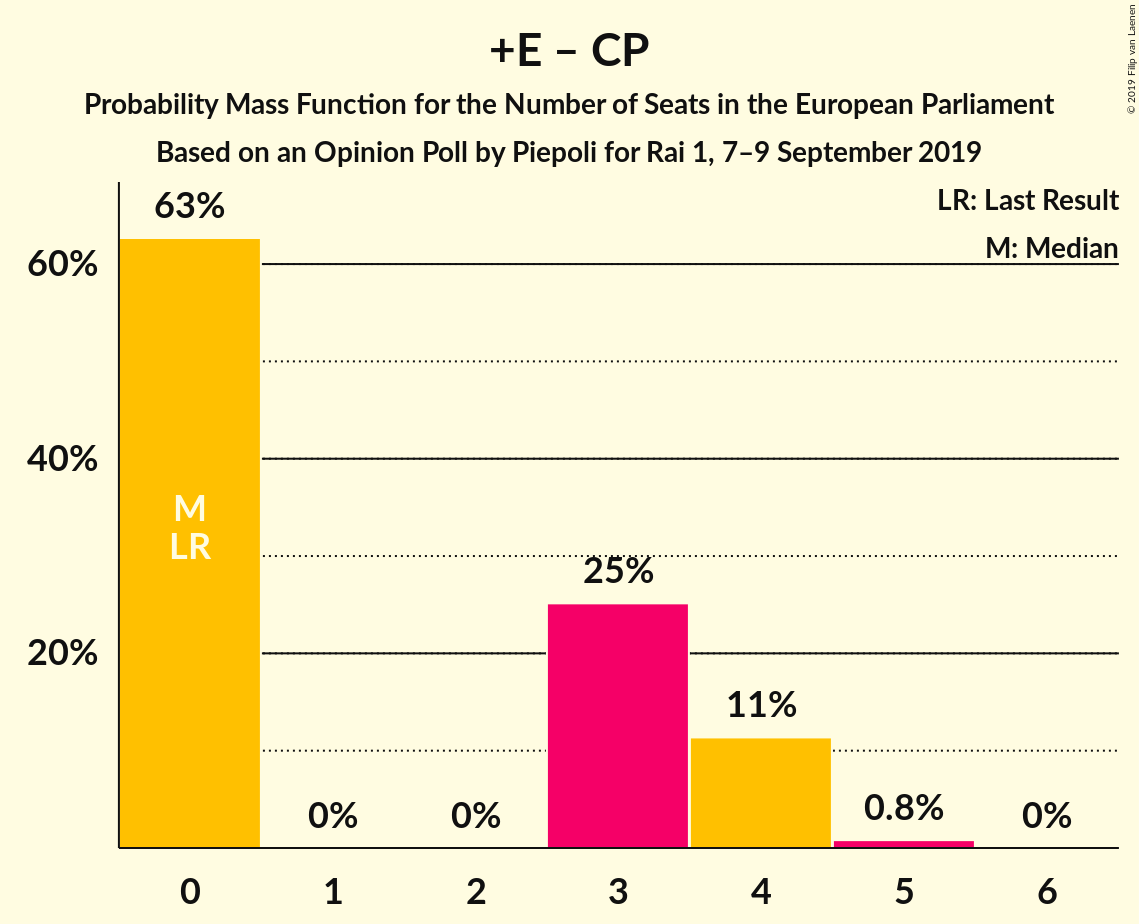 +E – CP
Probability Mass Function for the Number of Seats in the European Parliament
Based on an Opinion Poll by Piepoli for Rai 1, 7–9 September 2019
© 2019 Filip van Laenen
LR: Last Result
M: Median
63%
60%
40%
20%
M
LR
0%
0%
25%
11%
0.8%
0%
0
1
2
3
4
5
6